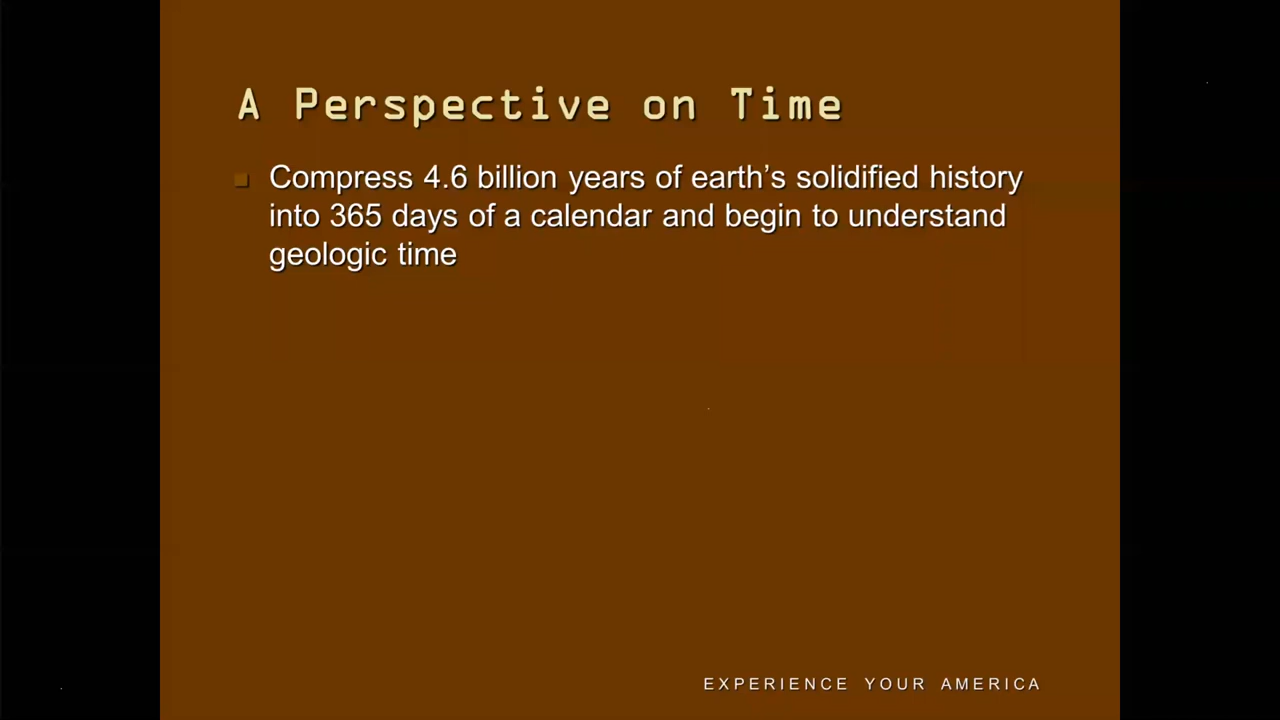 A Perspective on Time
Compress 4.6 billion years of earth’s solidified history
into 365 days of a calendar and begin to understand
geologic time
EXPERIENCE YOUR AMERICA